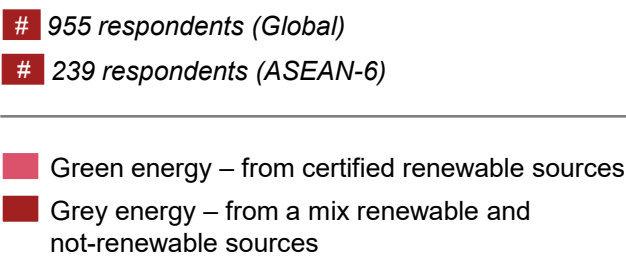 # 955 respondents (Global)
# 239 respondents (ASEAN-6)
Green energy – from certified renewable sources
Grey energy – from a mix renewable and
not-renewable sources